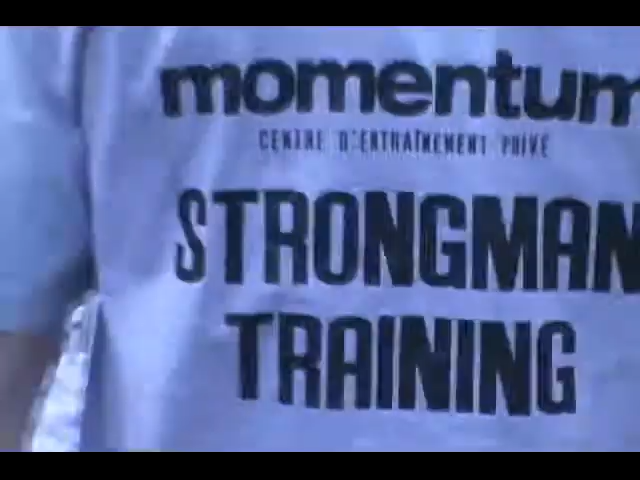 momentum
CENTRE D'ENTRAÎNEMENT PRIVÉ
STRONGMAN
TRAINING